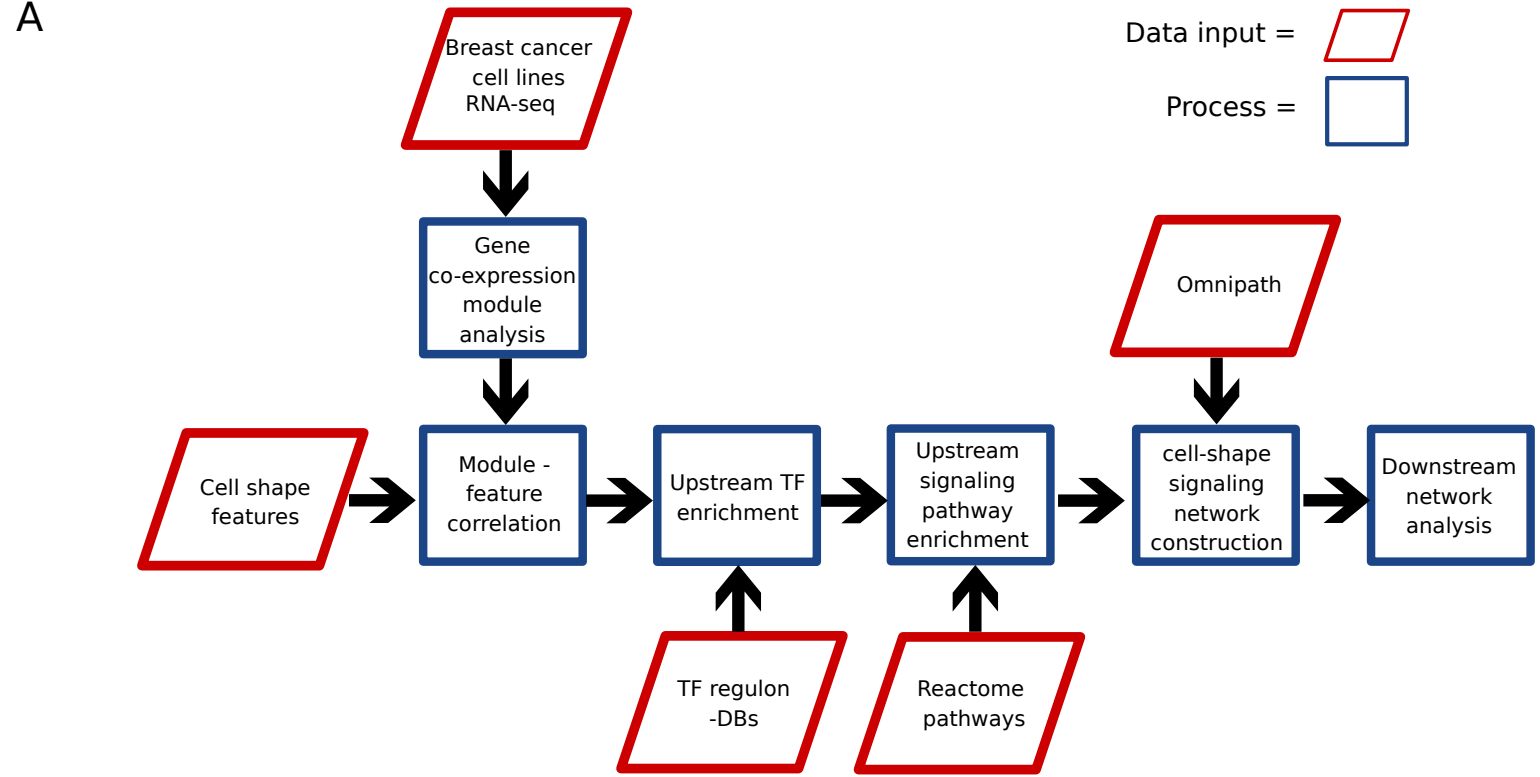 A
Breast cancer
cell lines
RNA-seq
Data input =
Process =
Gene
co-expression
module
analysis
Omnipath
Cell shape
features
Module -
feature
correlation
Upstream TF
enrichment
Upstream
signaling
pathway
enrichment
cell-shape
signaling
network
construction
Downstream
network
analysis
TF regulon
-DBs
Reactome
pathways